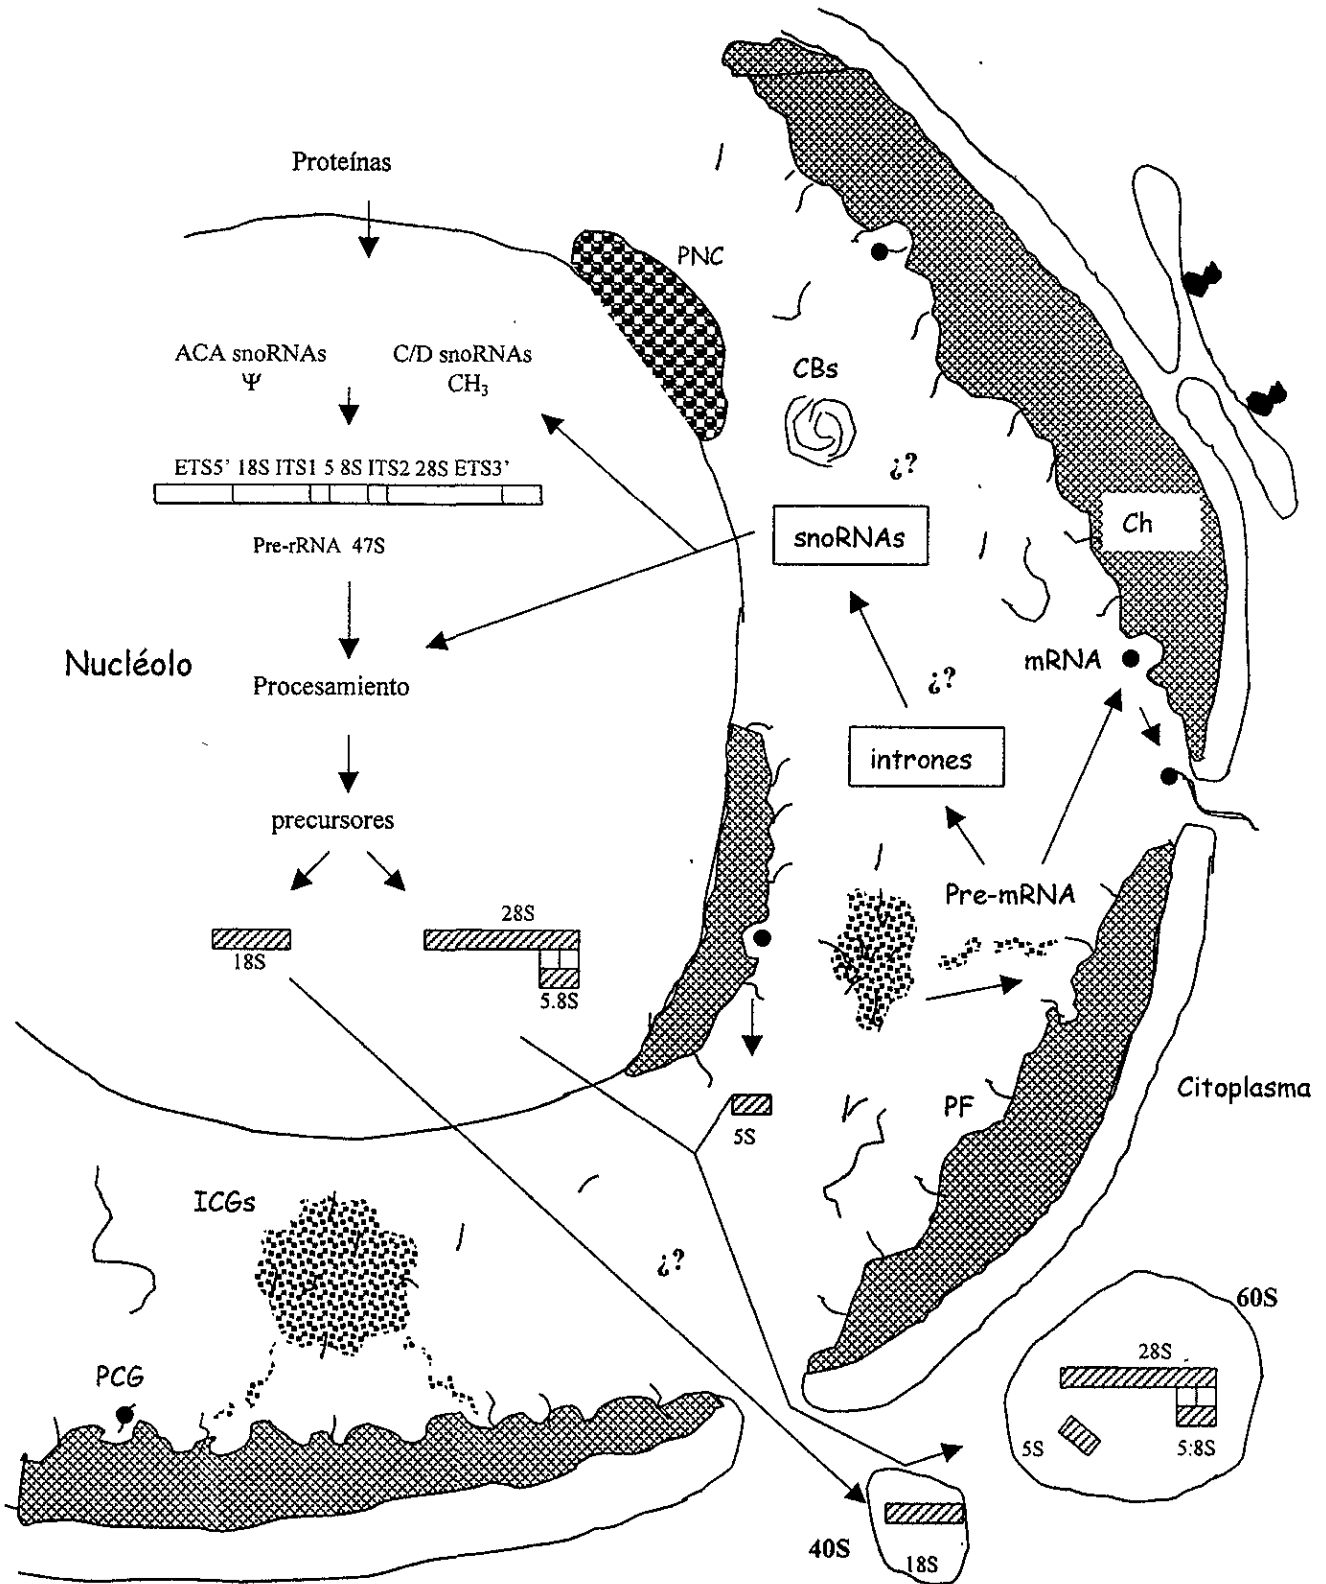 Proteínas
PNC
ACA snoRNAs
Ψ
C/D snoRNAs
CH₃
CBs
¿?
ETS5' 18S ITS1 5 8S ITS2 28S ETS3'
Pre-rRNA 47S
snoRNAs
Ch
Nucléolo
Procesamiento
¿?
mRNA
intrones
precursores
Pre-mRNA
18S
28S
5.8S
5S
PF
Citoplasma
ICGs
¿?
PCG
60S
28S
5S
5:8S
40S
18S